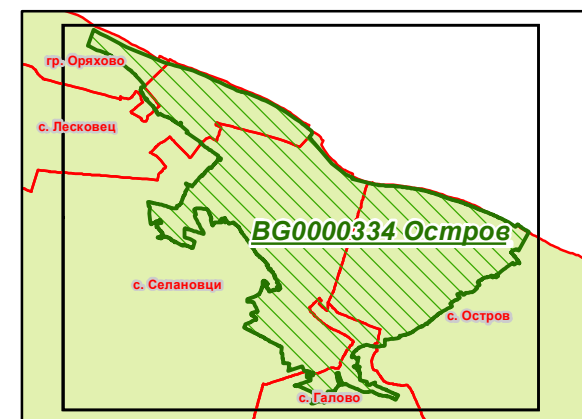 гр. Оряхово
с. Лесковец
BG0000334 Остров
с. Селановци
с. Остров
с. Галово